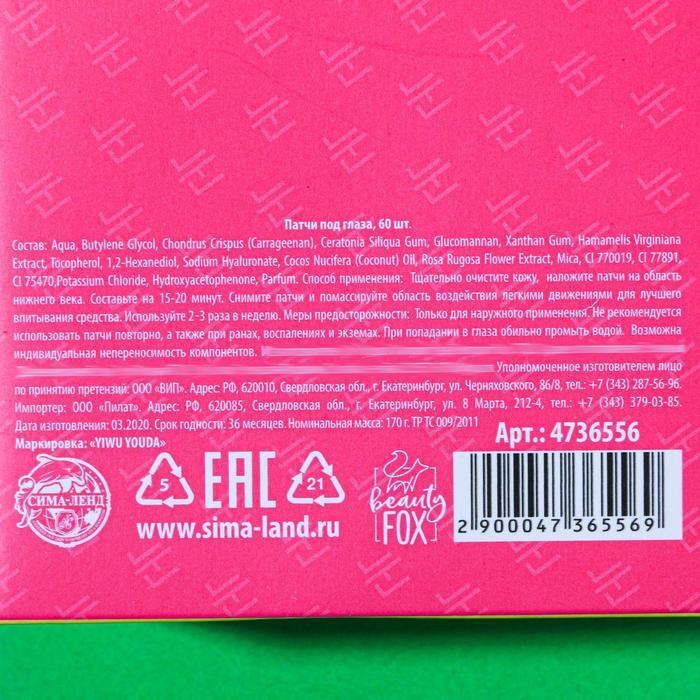 Патчи под глаза, 60 шт.
Состав: Aqua, Butylene Glycol, Chondrus Crispus (Carrageenan), Ceratonia Siliqua Gum, Glucomannan, Xanthan Gum, Hamamelis Virginiana
Extract, Tocopherol, 1,2-Hexanediol, Sodium Hyaluronate, Cocos Nucifera (Coconut) Oil, Rosa Rugosa Flower Extract, Mica, CI 770019, CI 77891,
CI 75470,Potassium Chloride, Hydroxyacetophenone, Parfum. Способ применения: Тщательно очистите кожу, наложите патчи на область
нижнего века. Составьте на 15-20 минут. Снимите патчи и помассируйте область воздействия легкими движениями для лучшего
впитывания средства. Используйте 2-3 раза в неделю. Меры предосторожности: Только для наружного применения. Не рекомендуется
использовать патчи повторно, а также при ранах, воспалениях и экземах. При попадании в глаза обильно промыть водой. Возможна
индивидуальная непереносимость компонентов.
Уполномоченное изготовителем лицо
по принятию претензий: ООО «ВИП». Адрес: РФ, 620010, Свердловская обл., г. Екатеринбург, ул. Черняховского, 86/8, тел.: +7 (343) 287-56-96.
Импортер: ООО «Пилат». Адрес: РФ, 620085, Свердловская обл., г. Екатеринбург, ул. 8 Марта, 212-4, тел.: +7 (343) 379-03-85.
Дата изготовления: 03.2020. Срок годности: 36 месяцев. Номинальная масса: 170 г. ТР ТС 009/2011
Маркировка: «YIWU YOUDA»
Арт.: 4736556
СИМА-ЛЕНД
5
EAC
21
www.sima-land.ru
beauty
FOX
2 900047 365569